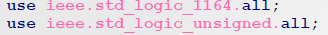 use ieee.std_logic_1164.all;
use ieee.std_logic_unsigned.all;